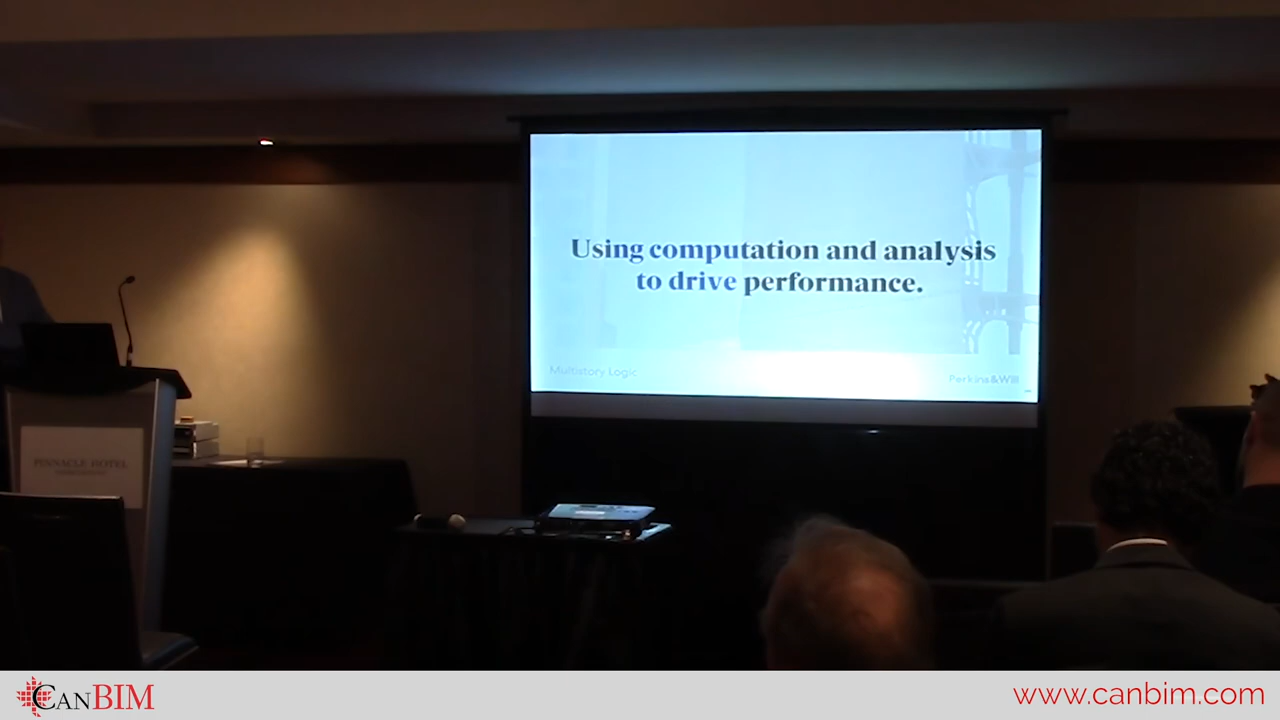 Using computation and analysis
to drive performance.
Multistory Logic
Perkins&Will
PINNACLE HOTEL
CANBIM
www.canbim.com